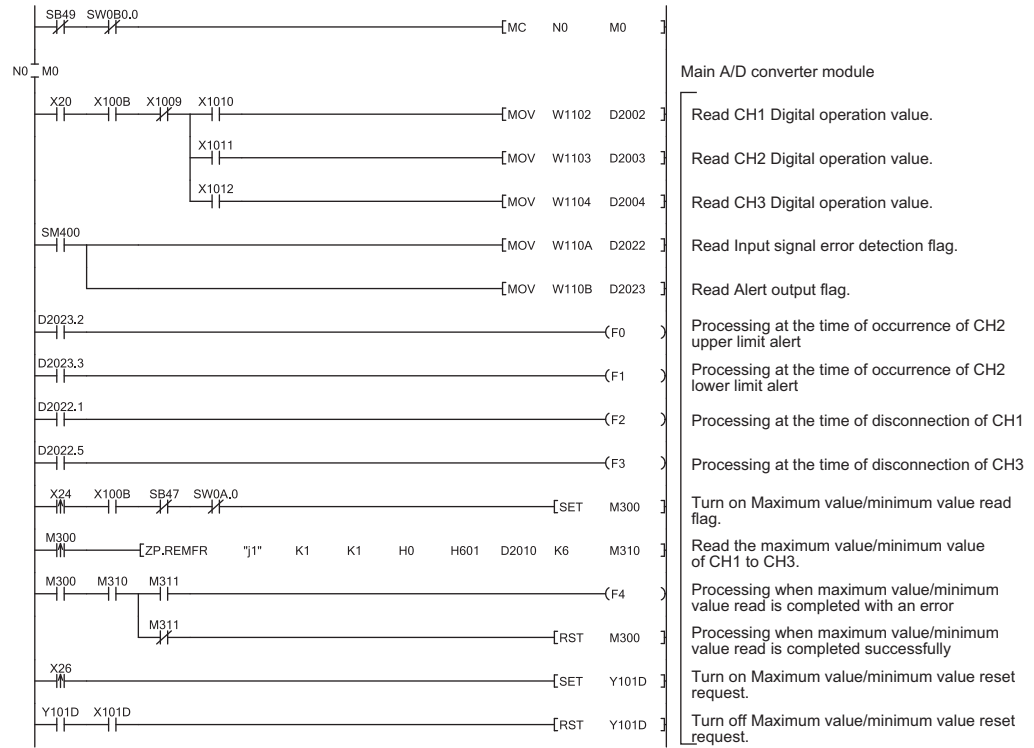 SB49 SW0B0.0
MC N0 M0
N0 M0
Main A/D converter module
X20 X100B X1009 X1010
MOV W1102 D2002
Read CH1 Digital operation value.
X1011
MOV W1103 D2003
Read CH2 Digital operation value.
X1012
MOV W1104 D2004
Read CH3 Digital operation value.
SM400
MOV W110A D2022
Read Input signal error detection flag.
MOV W110B D2023
Read Alert output flag.
D2023.2
F0
Processing at the time of occurrence of CH2
upper limit alert
D2023.3
F1
Processing at the time of occurrence of CH2
lower limit alert
D2022.1
F2
Processing at the time of disconnection of CH1
D2022.5
F3
Processing at the time of disconnection of CH3
X24 X100B SB47 SW0A.0
SET M300
Turn on Maximum value/minimum value read
flag.
M300
ZP.REMFR "j1" K1 K1 H0 H601 D2010 K6 M310
Read the maximum value/minimum value
of CH1 to CH3.
M300 M310 M311
F4
Processing when maximum value/minimum
value read is completed with an error
M311
RST M300
Processing when maximum value/minimum
value read is completed successfully
X26
SET Y101D
Turn on Maximum value/minimum value reset
request.
Y101D X101D
RST Y101D
Turn off Maximum value/minimum value reset
request.